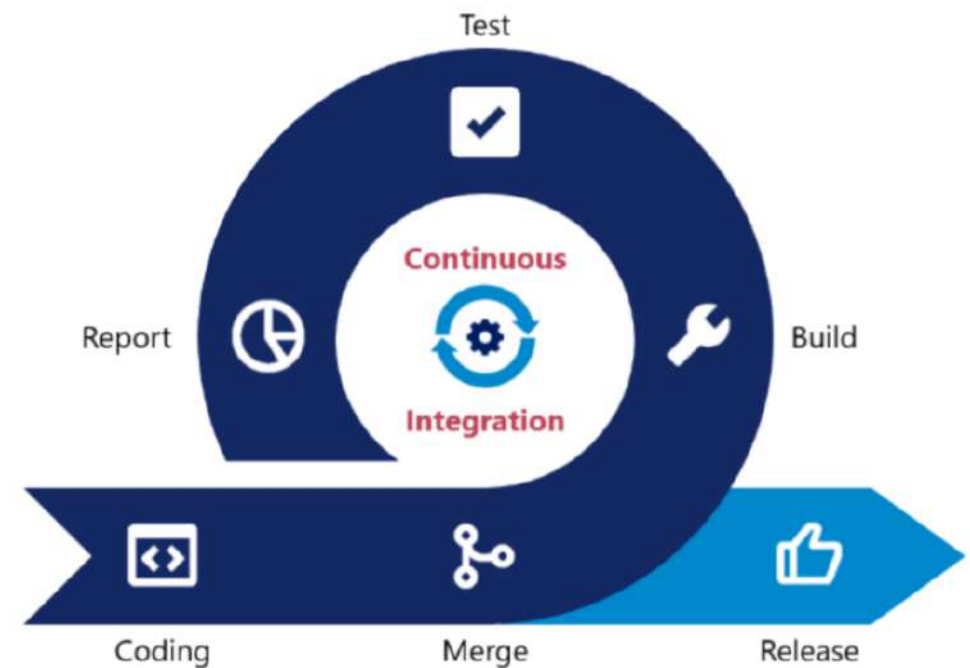 Test
Continuous
Report
Build
Integration
Coding
Merge
Release